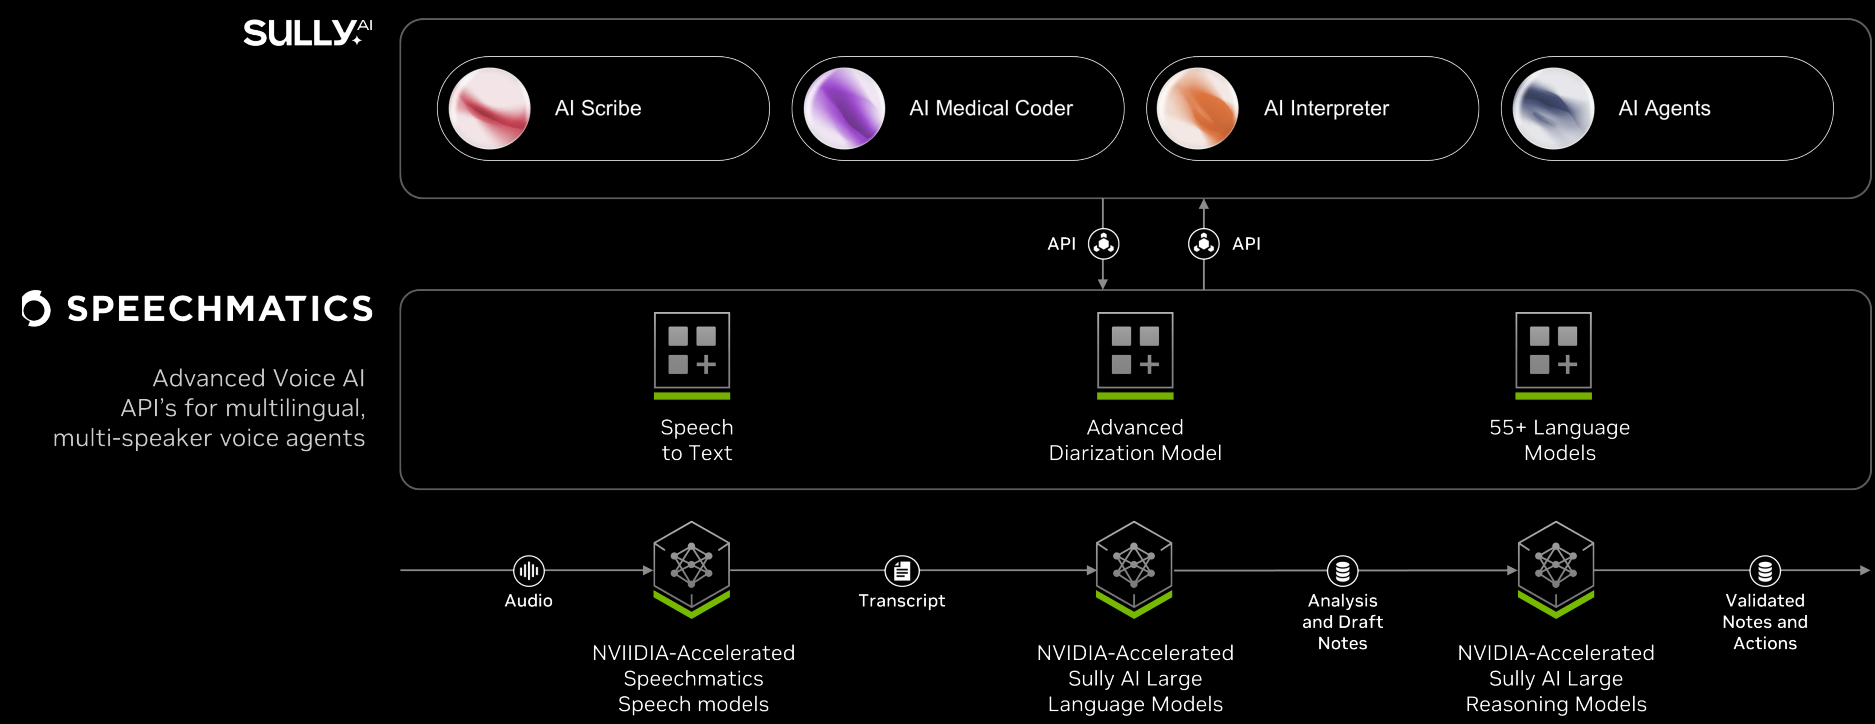 SULLY.AI
AI Scribe
AI Medical Coder
AI Interpreter
AI Agents
API
API
SPEECHMATICS
Advanced Voice AI
API's for multilingual,
multi-speaker voice agents
Speech
to Text
Advanced
Diarization Model
55+ Language
Models
Audio
Transcript
Analysis
and Draft
Notes
Validated
Notes and
Actions
NVIIDIA-Accelerated
Speechmatics
Speech models
NVIDIA-Accelerated
Sully AI Large
Language Models
NVIDIA-Accelerated
Sully AI Large
Reasoning Models